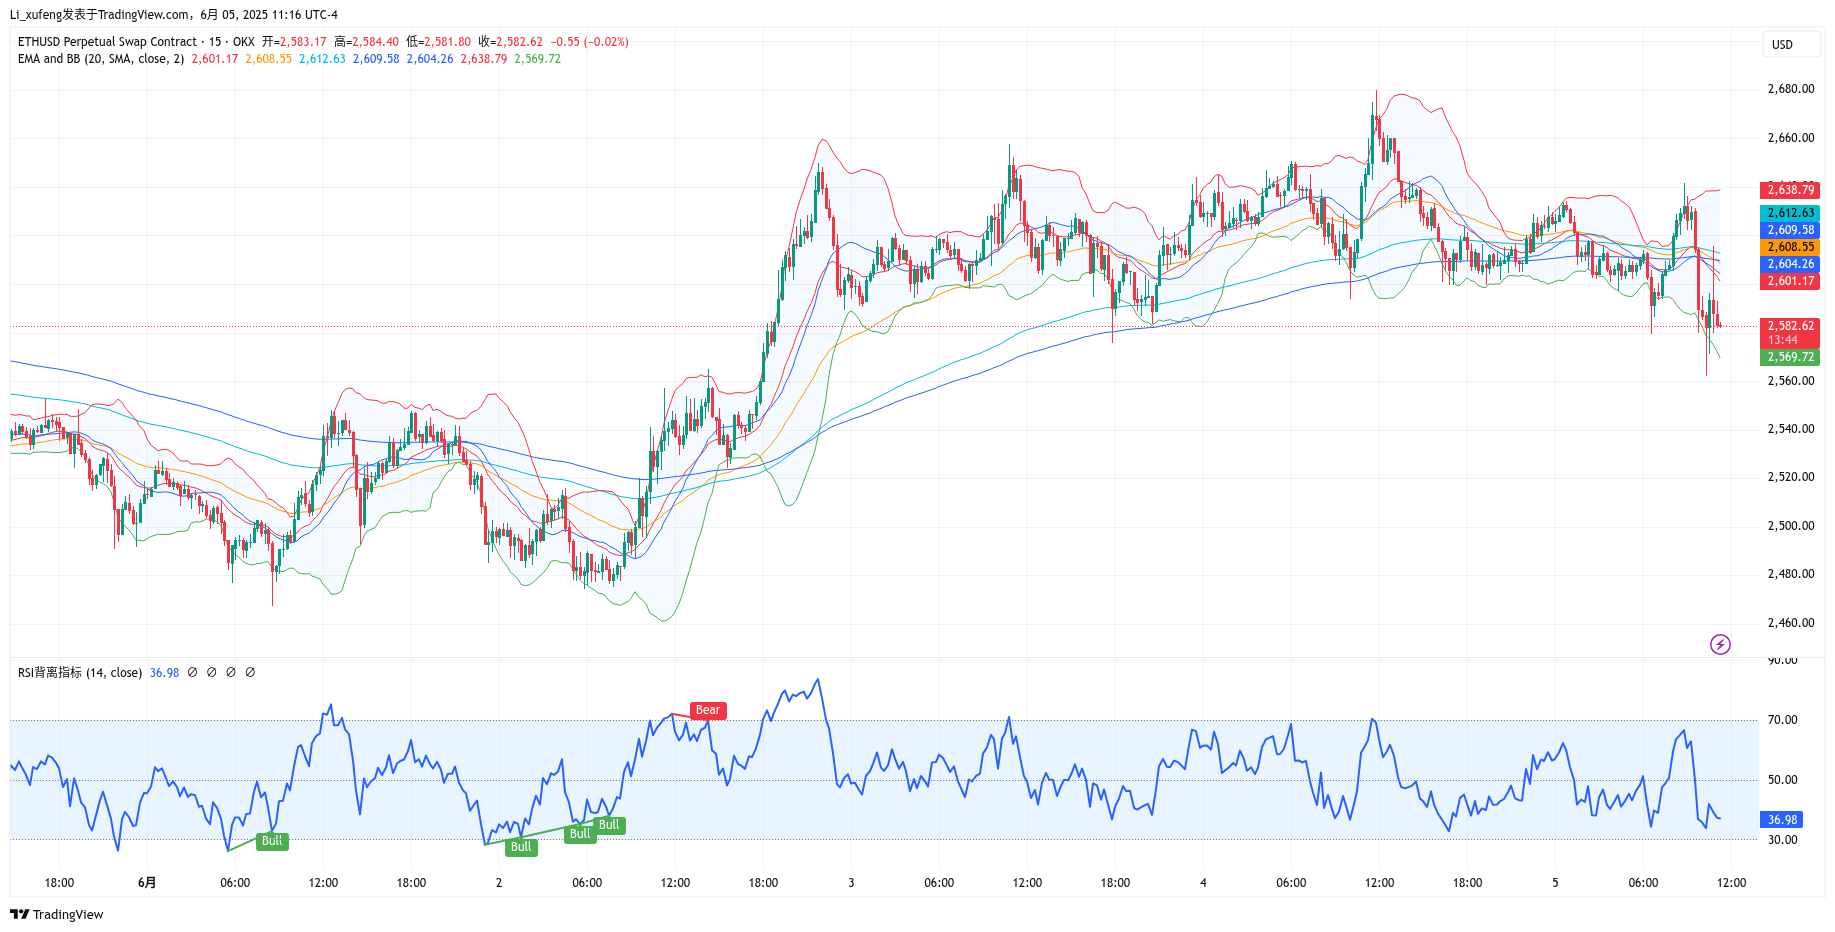 Li_xufeng发表于TradingView.com，6月 05, 2025 11:16 UTC-4
ETHUSD Perpetual Swap Contract · 15 · OKX 开=2,583.17 高=2,584.40 低=2,581.80 收=2,582.62 −0.55 (−0.02%)
EMA and BB (20, SMA, close, 2) 2,601.17 2,608.55 2,612.63 2,609.58 2,604.26 2,638.79 2,569.72
USD
2,680.00
2,660.00
2,638.79
2,612.63
2,609.58
2,608.55
2,604.26
2,601.17
2,582.62
13:44
2,569.72
2,560.00
2,540.00
2,520.00
2,500.00
2,480.00
2,460.00
RSI背离指标 (14, close) 36.98 ∅ ∅ ∅ ∅
90.00
Bear
70.00
50.00
36.98
Bull
Bull
Bull
Bull
30.00
18:00 6月 06:00 12:00 18:00 2 06:00 12:00 18:00 3 06:00 12:00 18:00 4 06:00 12:00 18:00 5 06:00 12:00
TradingView